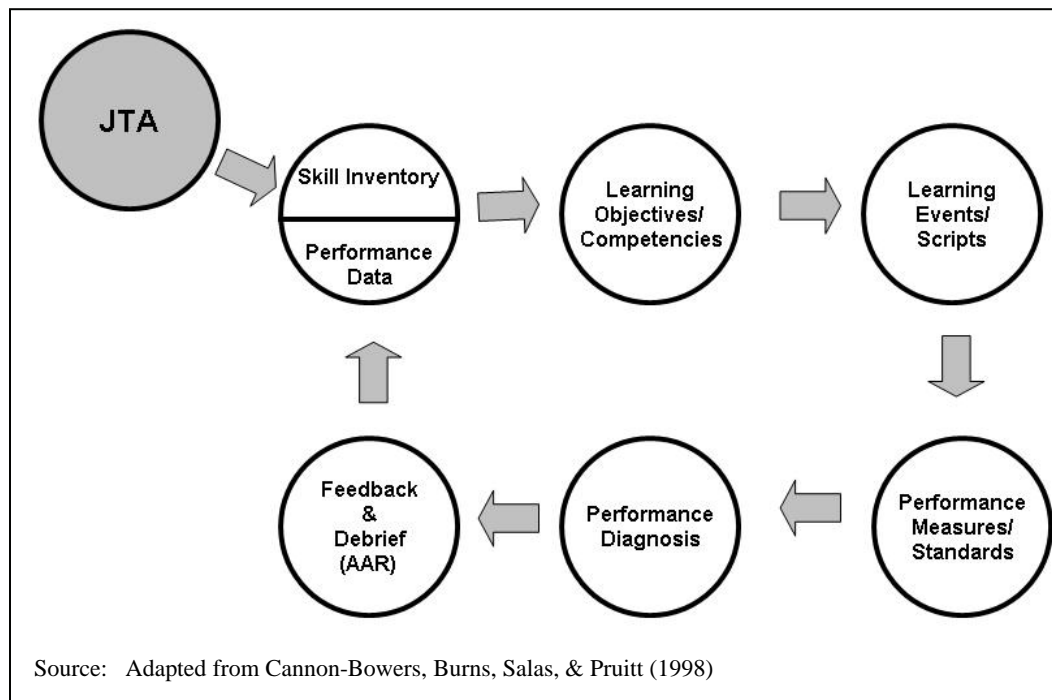 JTA
Skill Inventory
Performance
Data
Learning
Objectives/
Competencies
Learning
Events/
Scripts
Performance
Measures/
Standards
Performance
Diagnosis
Feedback
&
Debrief
(AAR)
Source: Adapted from Cannon-Bowers, Burns, Salas, & Pruitt (1998)